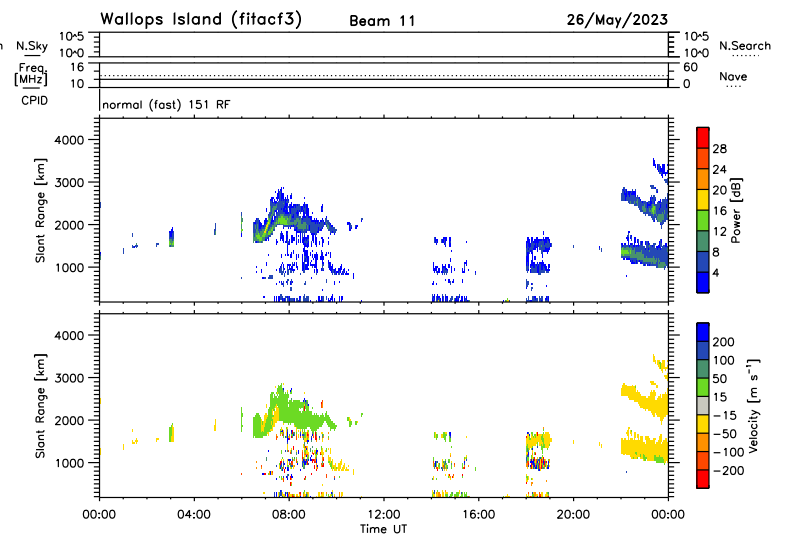 Wallops Island (fitacf3) Beam 11 26/May/2023
10^5 10^5
N.Sky N.Search
10^0 10^0
Freq. 16 60
[MHz] Nave
10 0
CPID normal (fast) 151 RF
4000
3000
2000
1000
Slant Range [km]
28
24
20
16
12
8
4
Power [dB]
4000
3000
2000
1000
Slant Range [km]
200
100
50
15
-15
-50
-100
-200
Velocity [m s⁻¹]
00:00 04:00 08:00 12:00 16:00 20:00 00:00
Time UT